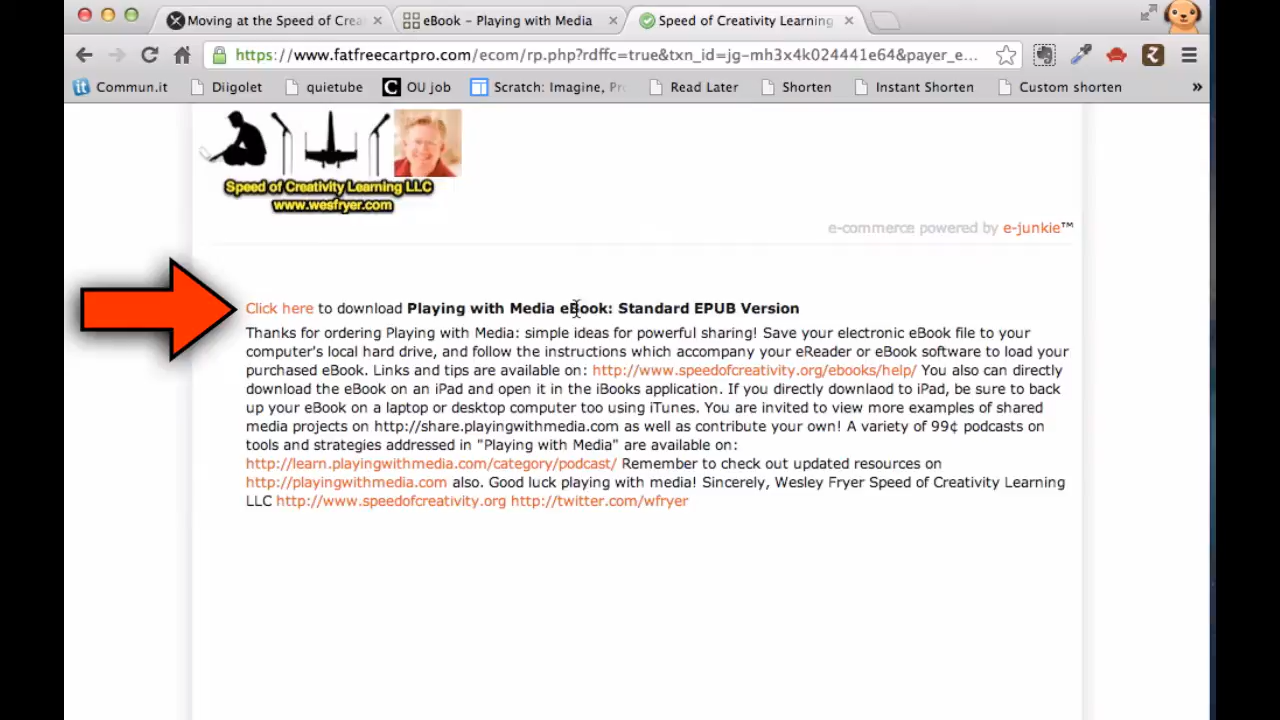 Moving at the Speed of Crea
eBook – Playing with Media
Speed of Creativity Learning
https://www.fatfreecartpro.com/ecom/rp.php?rdffc=true&txn_id=jg-mh3x4k024441e64&payer_e...
Commun.it Diigolet quietube OU job Scratch: Imagine, Pr Read Later Shorten Instant Shorten Custom shorten »
Speed of Creativity Learning LLC
www.wesfryer.com
e-commerce powered by e-junkie™
Click here to download Playing with Media eBook: Standard EPUB Version
Thanks for ordering Playing with Media: simple ideas for powerful sharing! Save your electronic eBook file to your
computer's local hard drive, and follow the instructions which accompany your eReader or eBook software to load your
purchased eBook. Links and tips are available on: http://www.speedofcreativity.org/ebooks/help/ You also can directly
download the eBook on an iPad and open it in the iBooks application. If you directly downlaod to iPad, be sure to back
up your eBook on a laptop or desktop computer too using iTunes. You are invited to view more examples of shared
media projects on http://share.playingwithmedia.com as well as contribute your own! A variety of 99¢ podcasts on
tools and strategies addressed in "Playing with Media" are available on:
http://learn.playingwithmedia.com/category/podcast/ Remember to check out updated resources on
http://playingwithmedia.com also. Good luck playing with media! Sincerely, Wesley Fryer Speed of Creativity Learning
LLC http://www.speedofcreativity.org http://twitter.com/wfryer